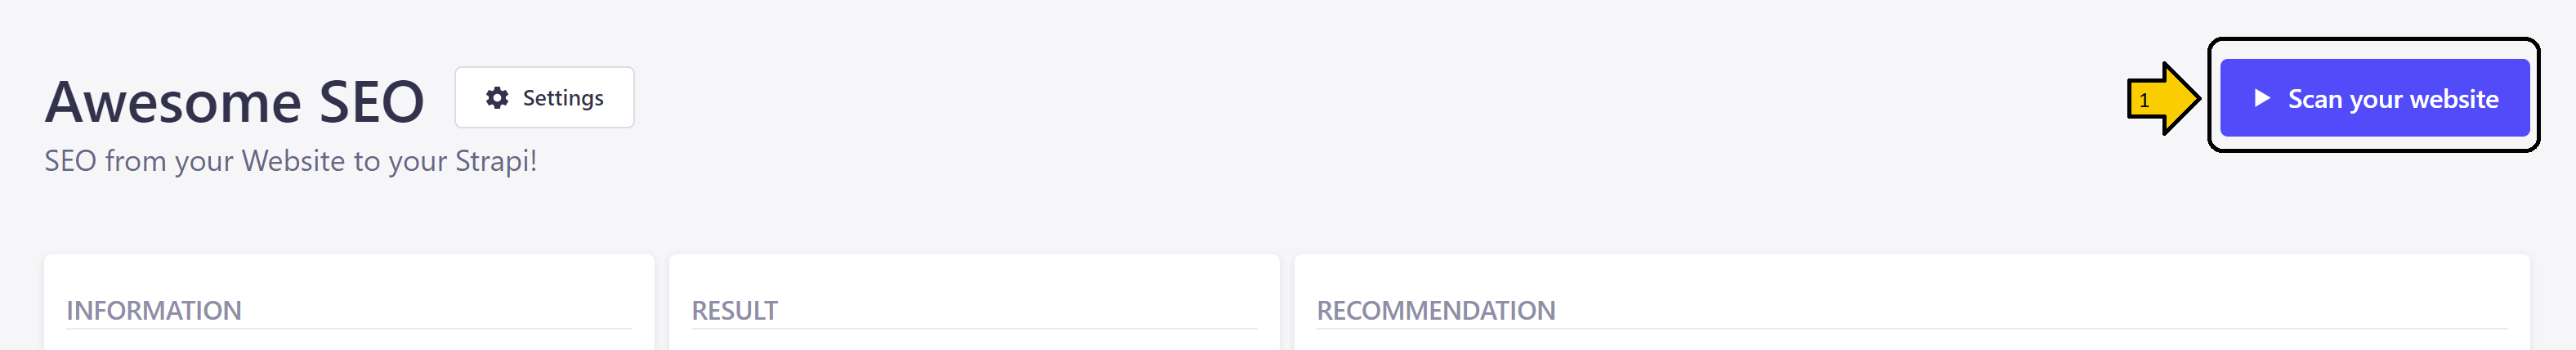 Awesome SEO
Settings
1
Scan your website
SEO from your Website to your Strapi!
INFORMATION
RESULT
RECOMMENDATION